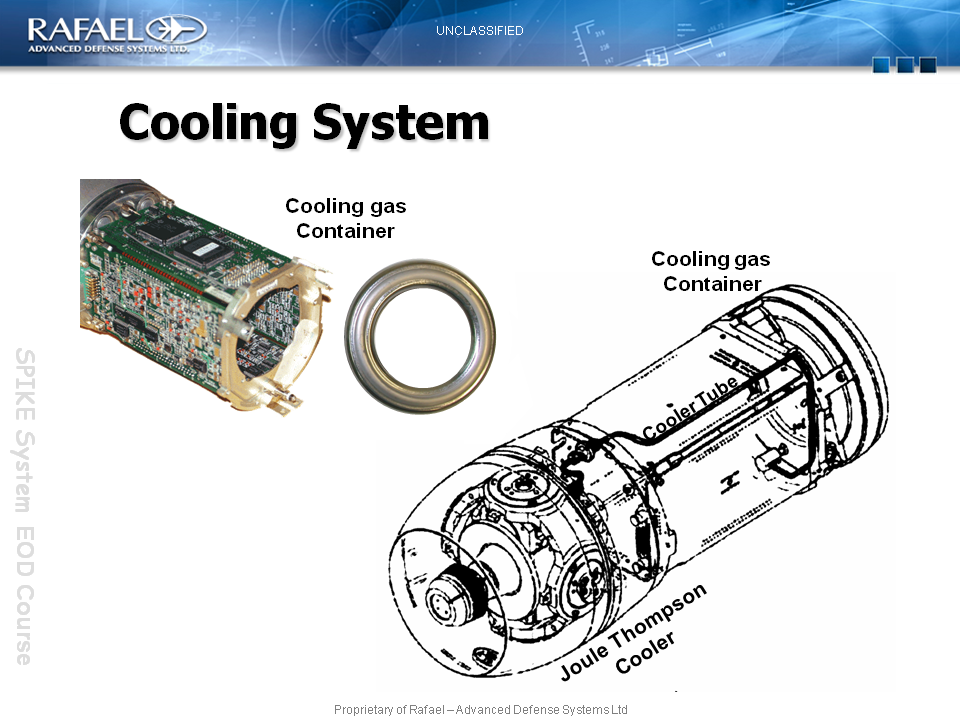 RAFAEL
ADVANCED DEFENSE SYSTEMS LTD.
UNCLASSIFIED
Cooling System
Cooling gas
Container
Cooling gas
Container
Cooler Tube
Joule Thompson
Cooler
SPIKE System EOD Course
Proprietary of Rafael – Advanced Defense Systems Ltd